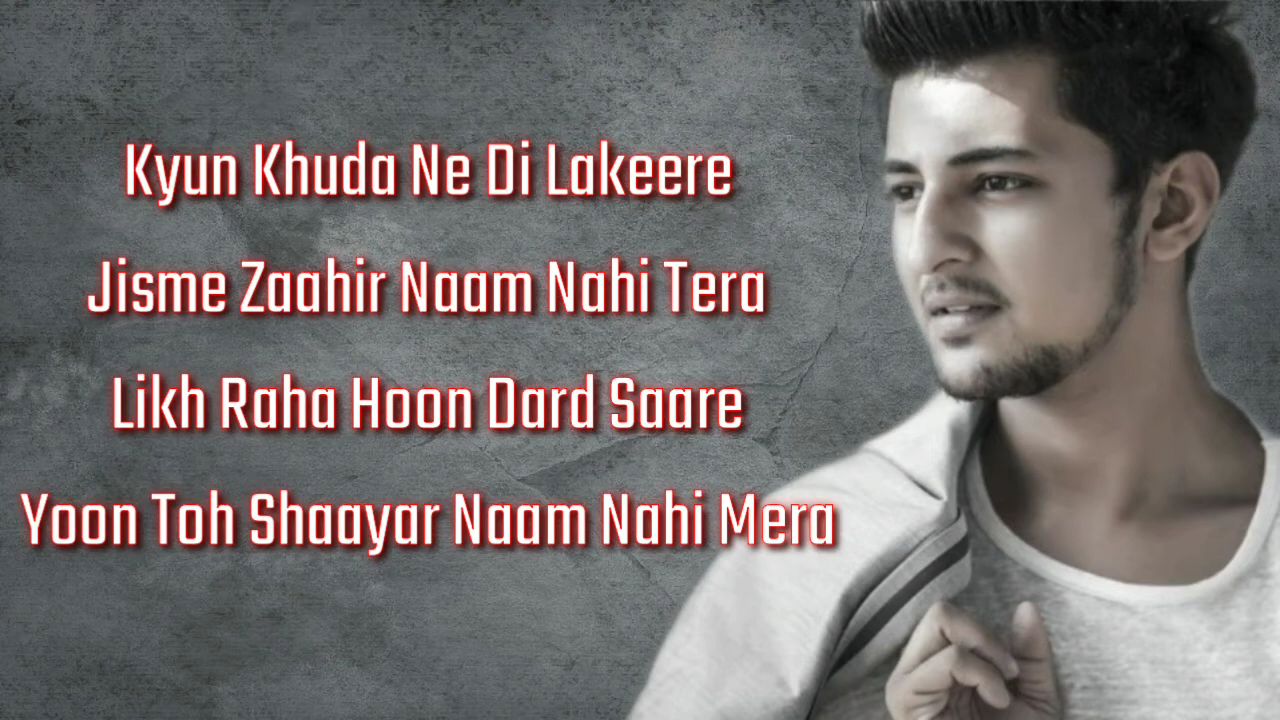 Kyun Khuda Ne Di Lakeere
Jisme Zaahir Naam Nahi Tera
Likh Raha Hoon Dard Saare
Yoon Toh Shaayar Naam Nahi Mera